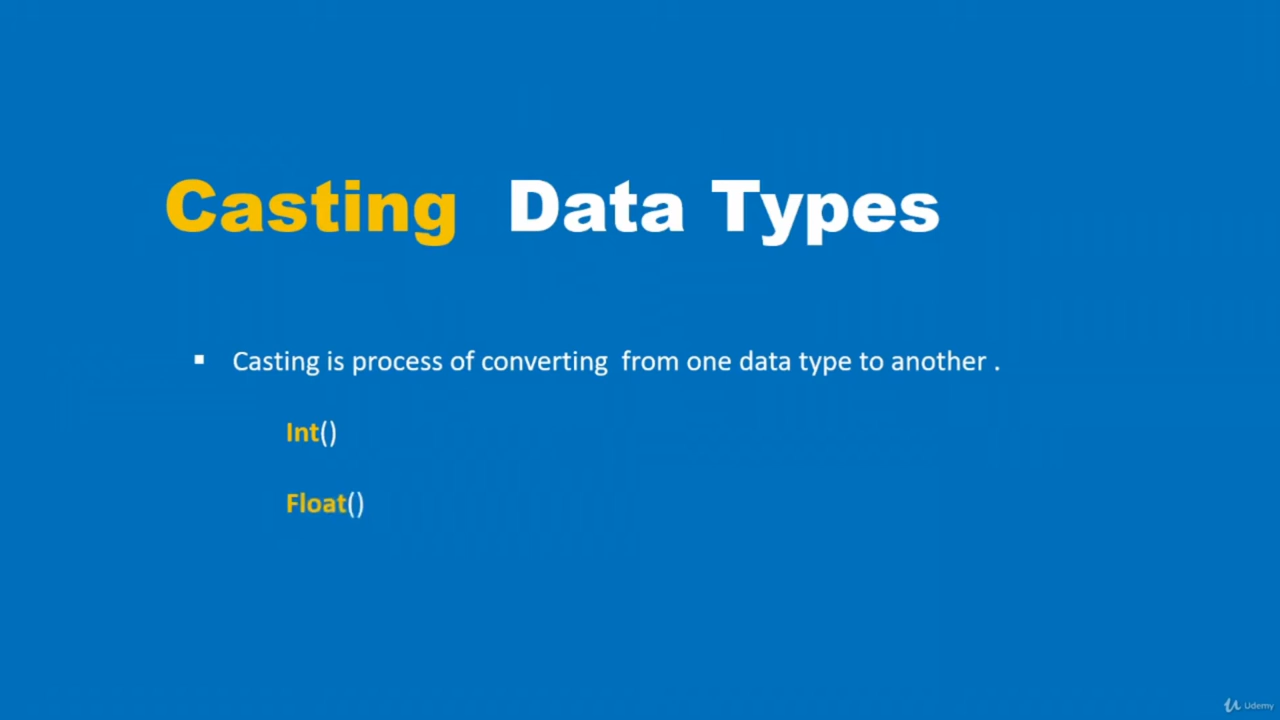 Casting Data Types
▪ Casting is process of converting from one data type to another .
Int()
Float()
Udemy